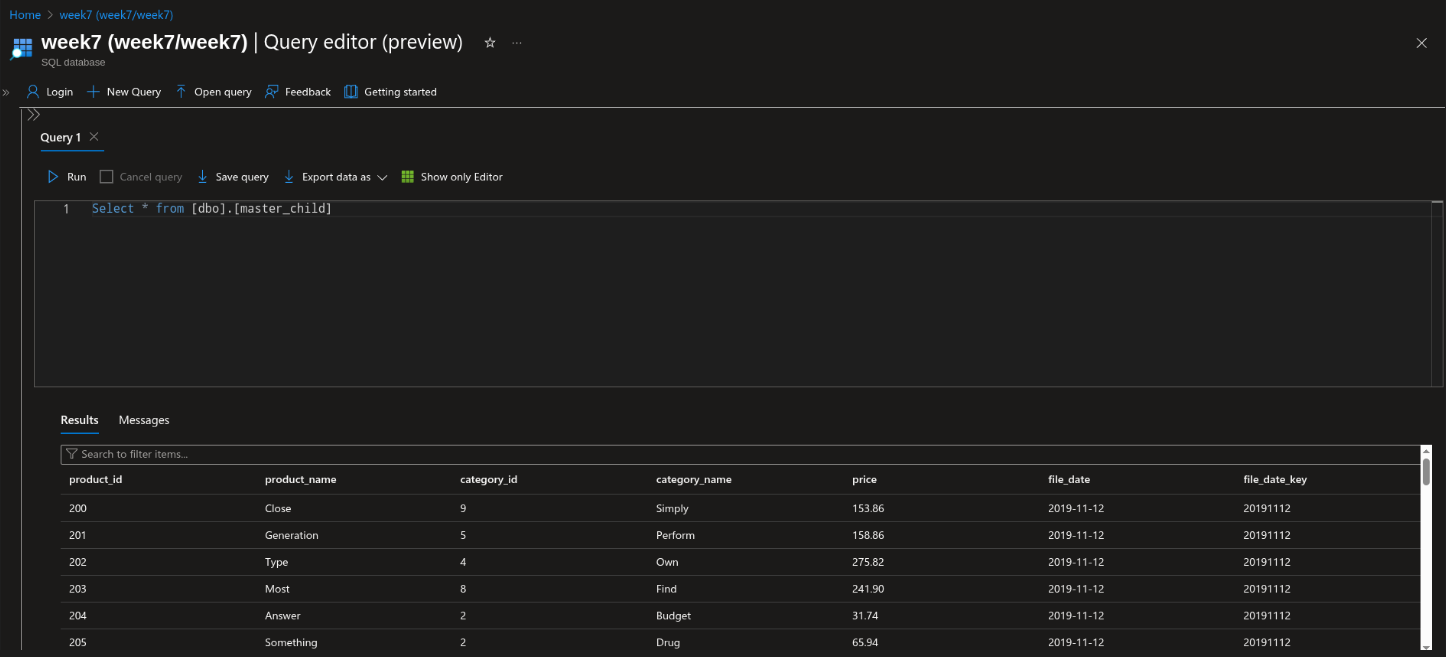 Home > week7 (week7/week7)
week7 (week7/week7) | Query editor (preview) ☆ ...
SQL database
» Login New Query Open query Feedback Getting started
Query 1
Run Cancel query Save query Export data as Show only Editor
1 Select * from [dbo].[master_child]
Results Messages
Search to filter items...
product_id product_name category_id category_name price file_date file_date_key
200 Close 9 Simply 153.86 2019-11-12 20191112
201 Generation 5 Perform 158.86 2019-11-12 20191112
202 Type 4 Own 275.82 2019-11-12 20191112
203 Most 8 Find 241.90 2019-11-12 20191112
204 Answer 2 Budget 31.74 2019-11-12 20191112
205 Something 2 Drug 65.94 2019-11-12 20191112